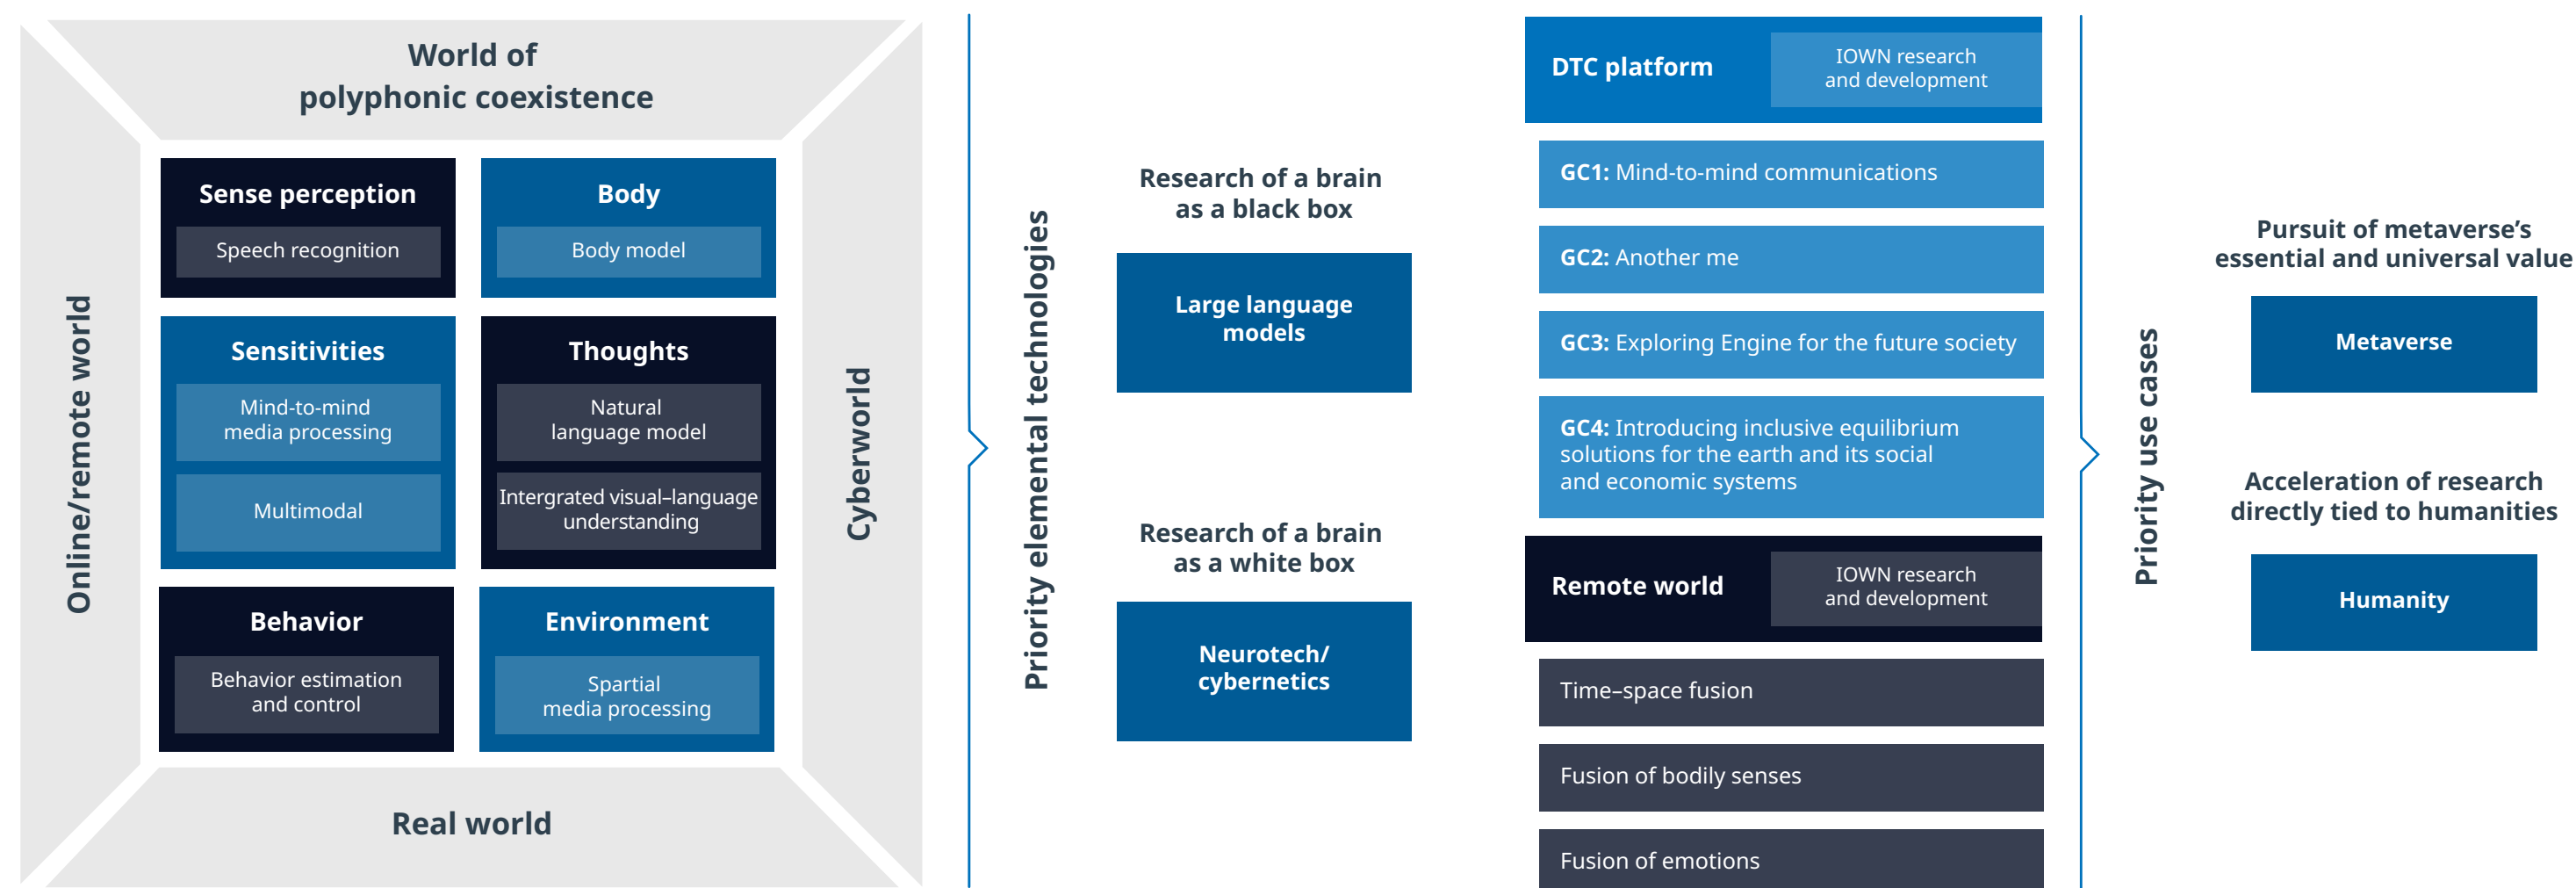 World of
polyphonic coexistence
Online/remote world
Sense perception
Speech recognition
Body
Body model
Sensitivities
Mind-to-mind
media processing
Multimodal
Thoughts
Natural
language model
Intergrated visual–language
understanding
Behavior
Behavior estimation
and control
Environment
Spartial
media processing
Cyberworld
Real world
Priority elemental technologies
Research of a brain
as a black box
Large language
models
Research of a brain
as a white box
Neurotech/
cybernetics
DTC platform
IOWN research
and development
GC1: Mind-to-mind communications
GC2: Another me
GC3: Exploring Engine for the future society
GC4: Introducing inclusive equilibrium
solutions for the earth and its social
and economic systems
Remote world
IOWN research
and development
Time–space fusion
Fusion of bodily senses
Fusion of emotions
Priority use cases
Pursuit of metaverse’s
essential and universal value
Metaverse
Acceleration of research
directly tied to humanities
Humanity